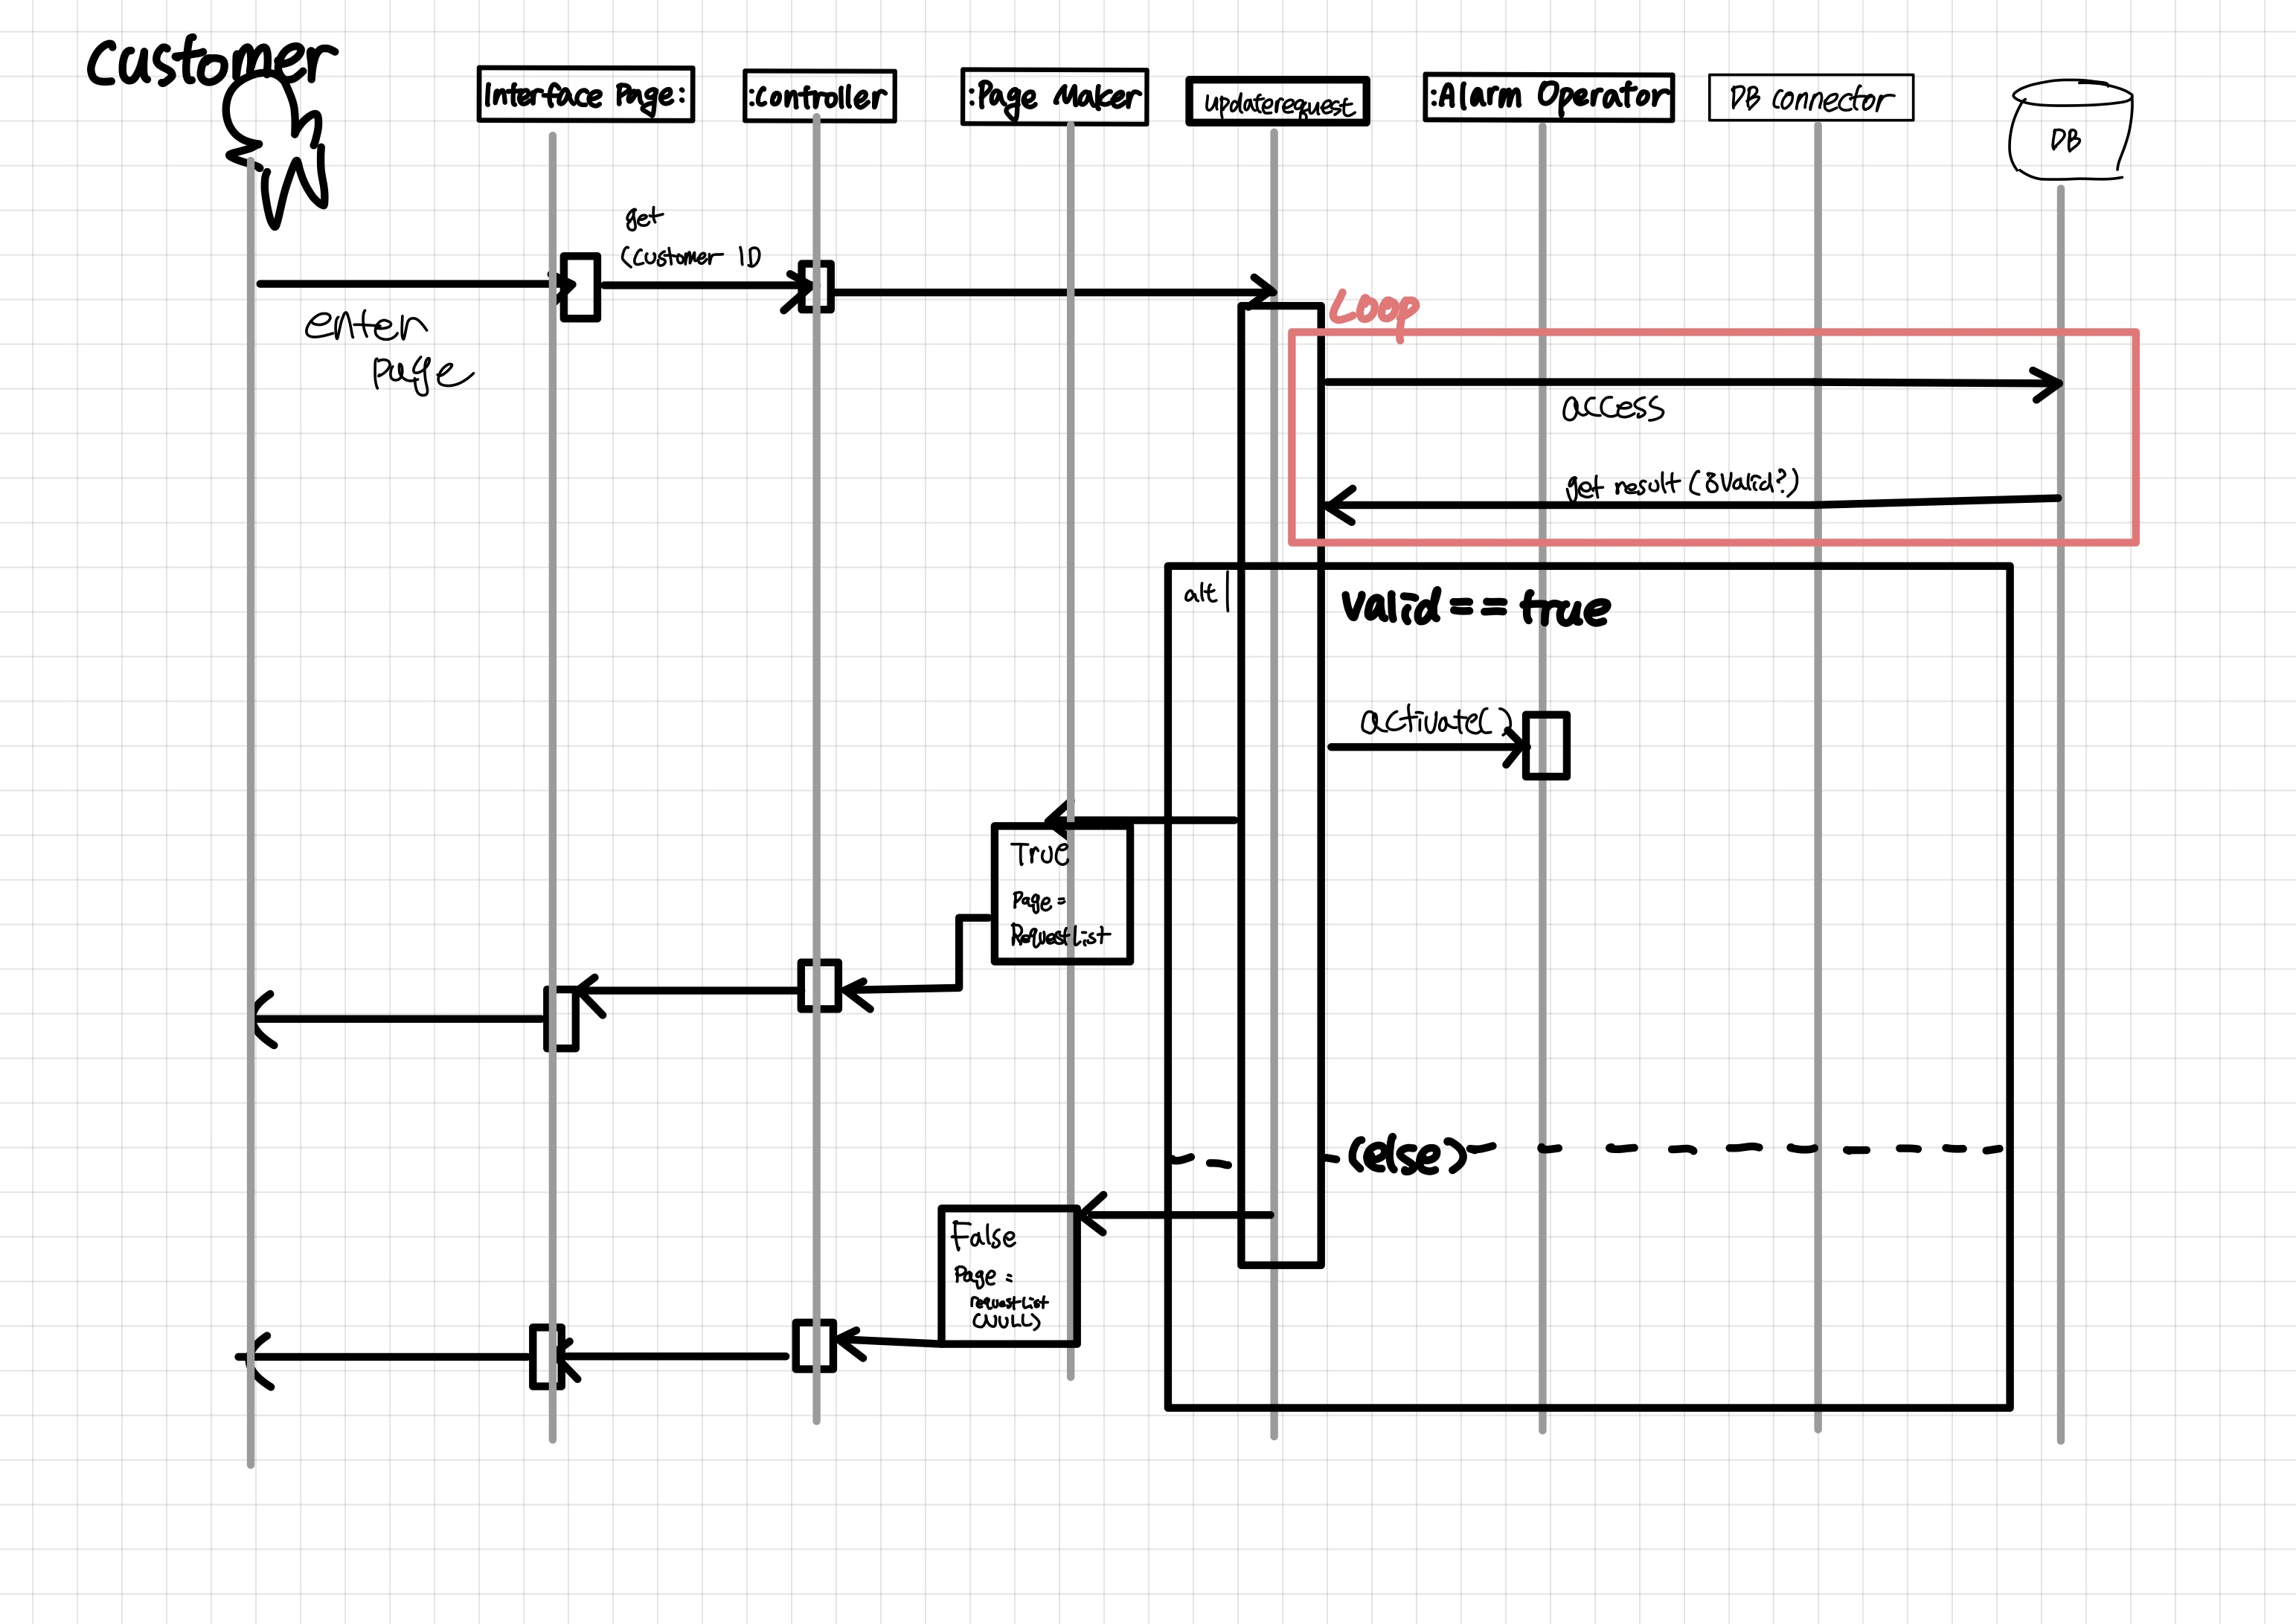 Customer
Interface Page:
:Controller
:Page Maker
updaterequest
:Alarm Operator
DB Connector
DB
get
(Customer ID
enter
page
Loop
access
get result (&Valid?)
alt
Valid == true
activate()
True
Page =
RequestList
(else)
False
Page =
requestList
(NULL)